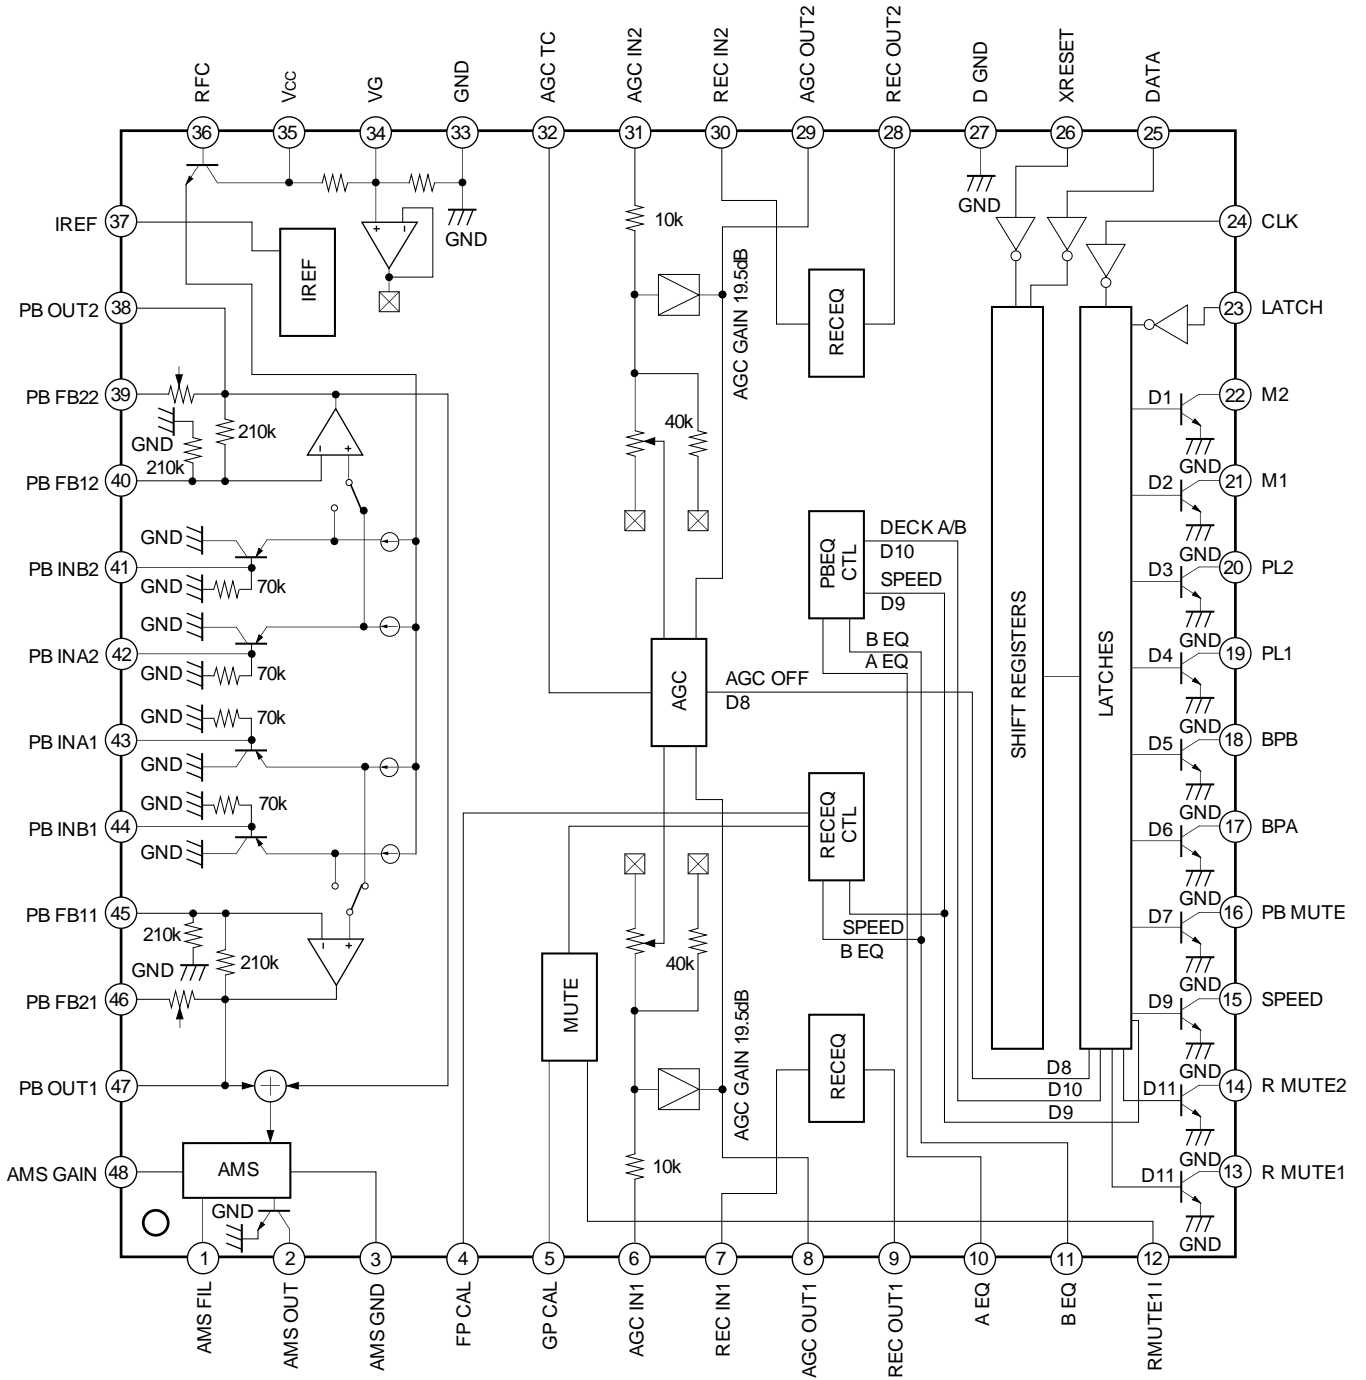 RFC
Vcc
VG
GND
AGC TC
AGC IN2
REC IN2
AGC OUT2
REC OUT2
D GND
XRESET
DATA
36
35
34
33
32
31
30
29
28
27
26
25
IREF
37
IREF
GND
10k
AGC GAIN 19.5dB
RECEQ
GND
24
CLK
PB OUT2
38
23
LATCH
PB FB22
39
GND
210k
210k
40k
D1
22
M2
GND
PB FB12
40
D2
21
M1
GND
PB INB2
41
GND
GND
70k
PBEQ
CTL
DECK A/B
D10
SPEED
D9
B EQ
A EQ
D3
20
PL2
GND
PB INA2
42
GND
GND
70k
AGC
AGC OFF
D8
SHIFT REGISTERS
LATCHES
D4
19
PL1
GND
PB INA1
43
GND
70k
GND
D5
18
BPB
GND
PB INB1
44
GND
70k
GND
RECEQ
CTL
D6
17
BPA
GND
PB FB11
45
210k
GND
210k
40k
SPEED
B EQ
D7
16
PB MUTE
GND
PB FB21
46
MUTE
AGC GAIN 19.5dB
RECEQ
D9
15
SPEED
GND
PB OUT1
47
D8
D10
D9
D11
14
R MUTE2
GND
AMS GAIN
48
AMS
GND
10k
D11
13
R MUTE1
GND
1
2
3
4
5
6
7
8
9
10
11
12
AMS FIL
AMS OUT
AMS GND
FP CAL
GP CAL
AGC IN1
REC IN1
AGC OUT1
REC OUT1
A EQ
B EQ
RMUTE1 I